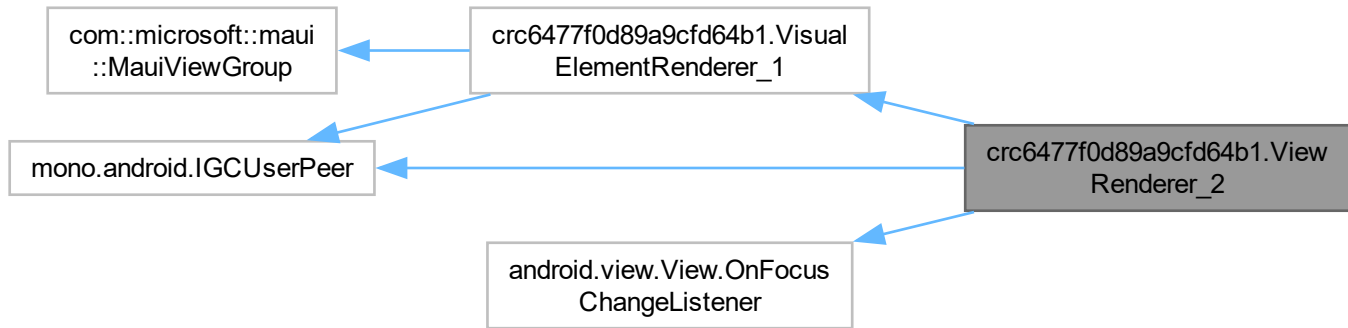 com::microsoft::maui
::MauiViewGroup
crc6477f0d89a9cfd64b1.Visual
ElementRenderer_1
mono.android.IGCUserPeer
crc6477f0d89a9cfd64b1.View
Renderer_2
android.view.View.OnFocus
ChangeListener